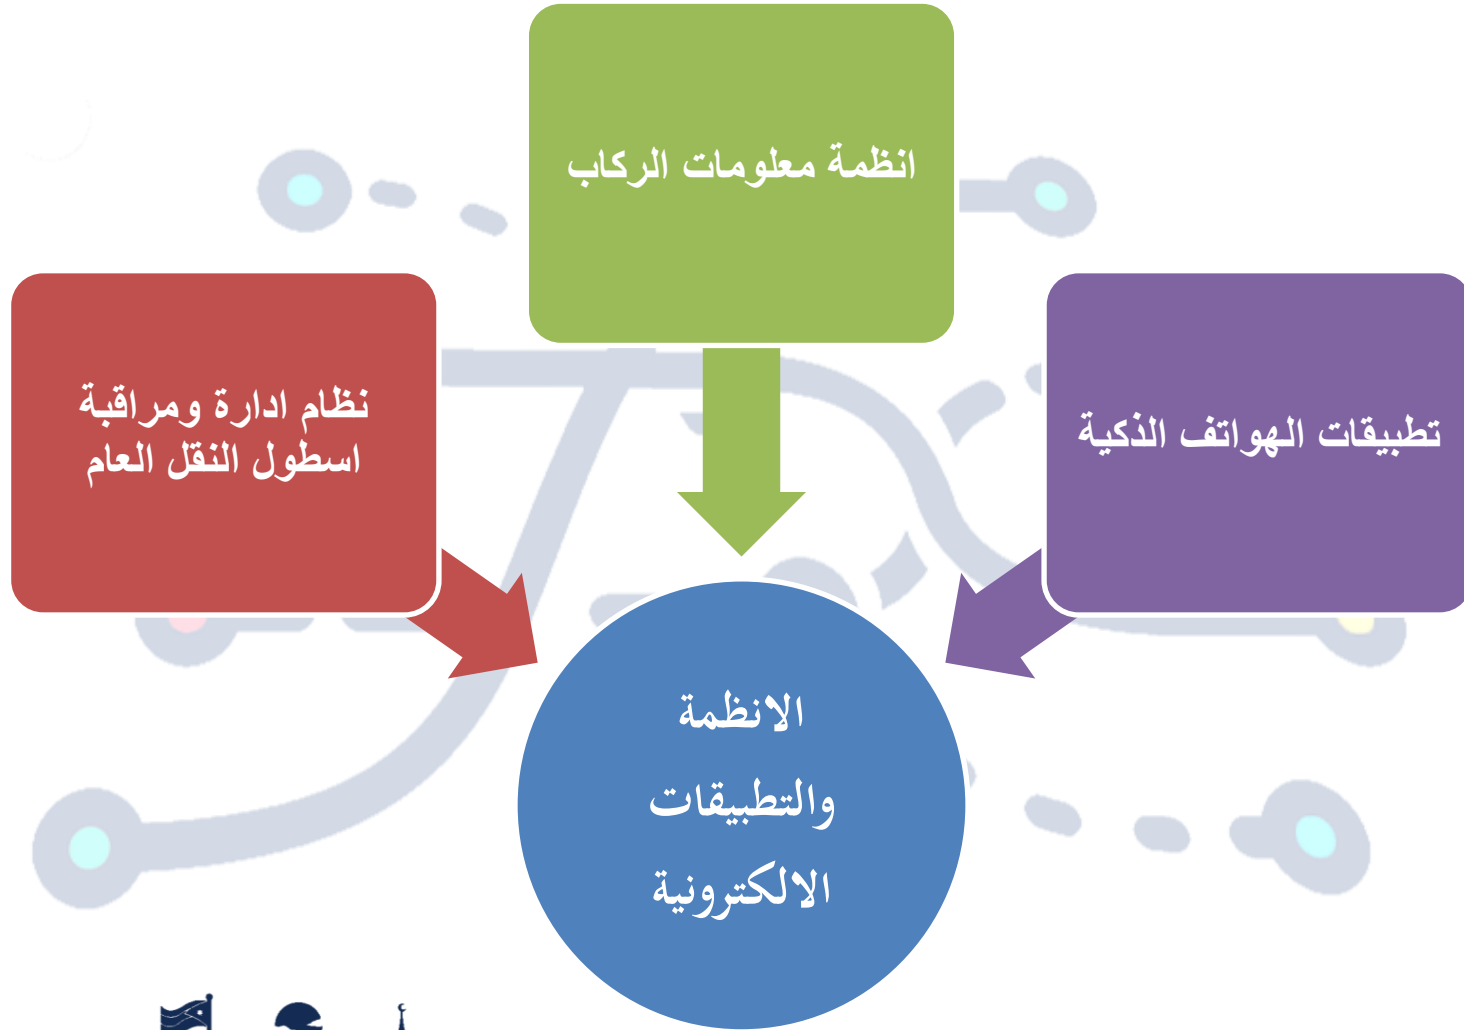 انظمة معلومات الركاب
تطبيقات الهواتف الذكية
نظام ادارة ومراقبة
اسطول النقل العام
الانظمة
والتطبيقات
الالكترونية